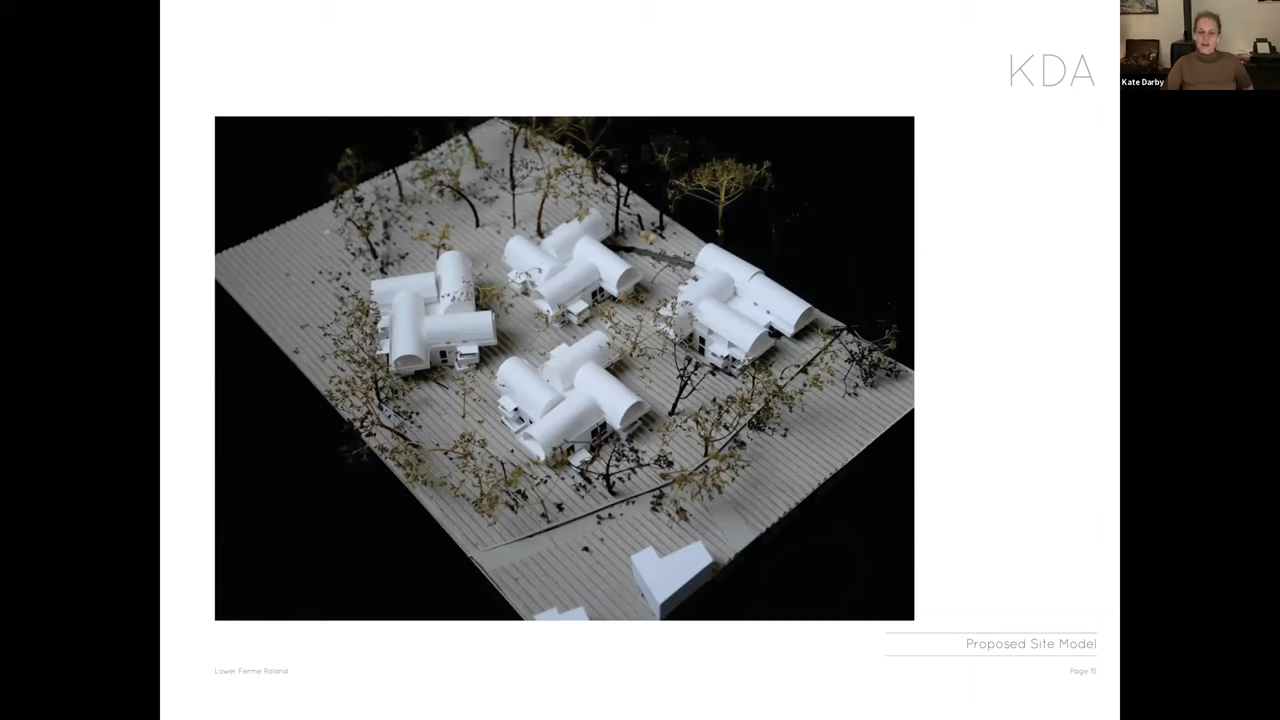 KDA
Kate Darby
Proposed Site Model
Lower Ferme Roland
Page 15